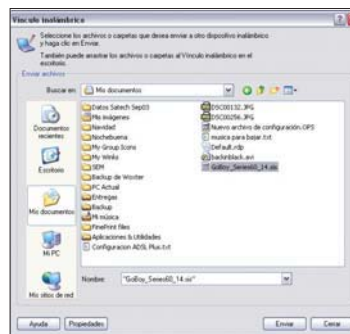 Vínculo inalámbrico
Seleccione los archivos o carpetas que desea enviar a otro dispositivo inalámbrico
y haga clic en Enviar.
También puede arrastrar los archivos o carpetas al Vínculo inalámbrico en el
escritorio.
Enviar archivos
Buscar en: Mis documentos
Documentos
recientes
Escritorio
Mis documentos
Mi PC
Mis sitios de red
Datos Satech Sep03
Mis imágenes
Navidad
Nochebuena
My Group Icons
My Works
SEM
Backup de Woxter
PC Actual
Entregas
Backup
Mi música
FinePrint files
Aplicaciones & Utilidades
Configuracion ADSL Plus.txt
DSC00132.JPG
DSC00256.JPG
Nuevo archivo de configuración.OPS
musica para bajar.txt
Default.rdp
backinblack.avi
GoBoy_Series60_14.sis
Nombre: "GoBoy_Series60_14.sis"
Ayuda
Propiedades
Enviar
Cerrar